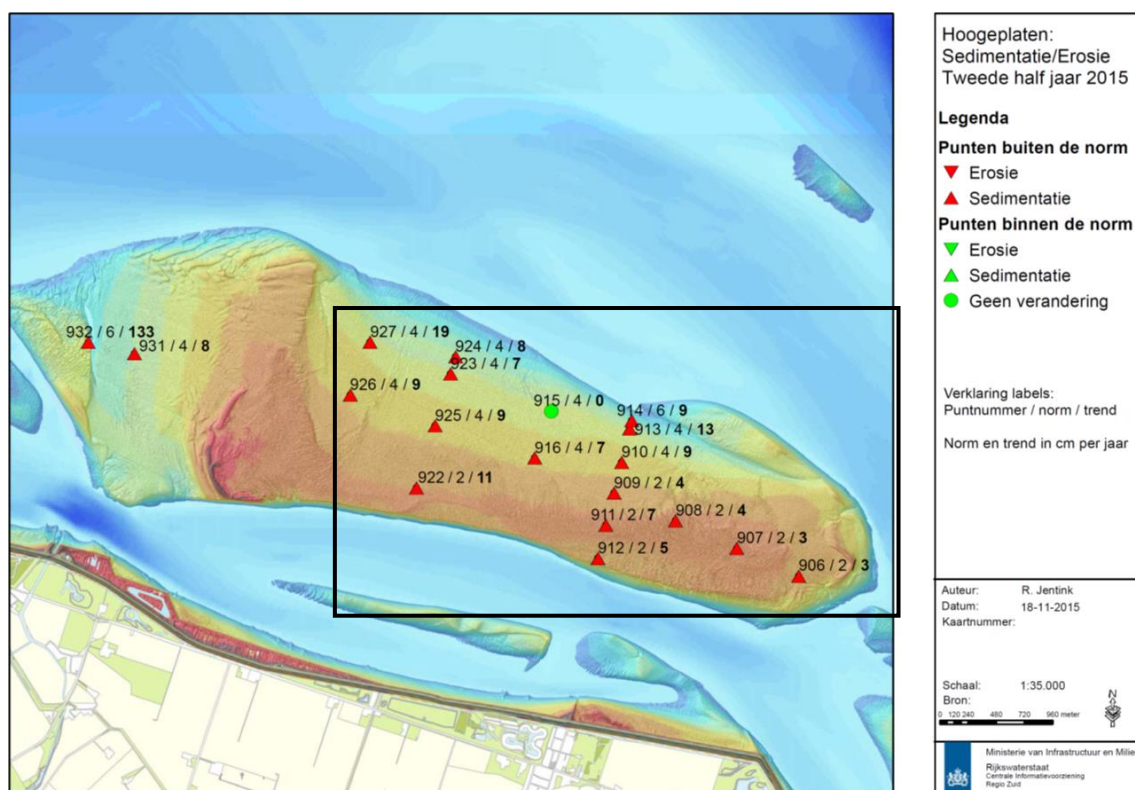 932 / 6 / 133
931 / 4 / 8
927 / 4 / 19
924 / 4 / 8
923 / 4 / 7
926 / 4 / 9
915 / 4 / 0
925 / 4 / 9
914 / 6 / 9
913 / 4 / 13
916 / 4 / 7
910 / 4 / 9
922 / 2 / 11
909 / 2 / 4
911 / 2 / 7
908 / 2 / 4
912 / 2 / 5
907 / 2 / 3
906 / 2 / 3
Hoogeplaten:
Sedimentatie/Erosie
Tweede half jaar 2015
Legenda
Punten buiten de norm
Erosie
Sedimentatie
Punten binnen de norm
Erosie
Sedimentatie
Geen verandering
Verklaring labels:
Puntnummer / norm / trend
Norm en trend in cm per jaar
Auteur: R. Jentink
Datum: 18-11-2015
Kaartnummer:
Schaal: 1:35.000
Bron:
N
0 120 240 480 720 960 meter
Ministerie van Infrastructuur en Milie
Rijkswaterstaat
Centrale Informatievoorziening
Regio Zuid